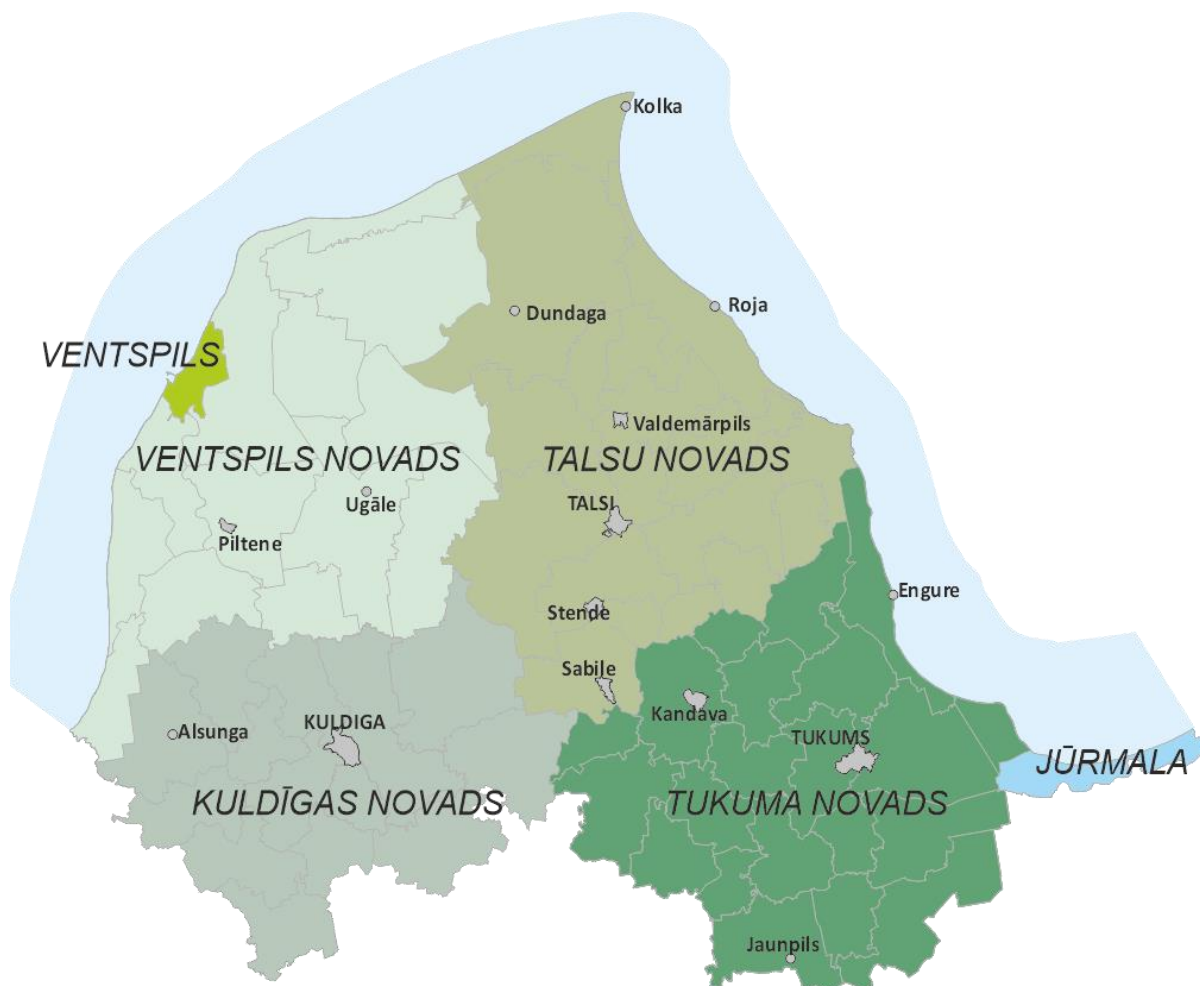 Kolka
Roja
Dundaga
VENTSPILS
Valdemārpils
VENTSPILS NOVADS
TALSU NOVADS
Ugāle
TALSI
Piltene
Engure
Stende
Sabile
Kandava
Alsunga
KULDIGA
TUKUMS
JŪRMALA
KULDĪGAS NOVADS
TUKUMA NOVADS
Jaunpils